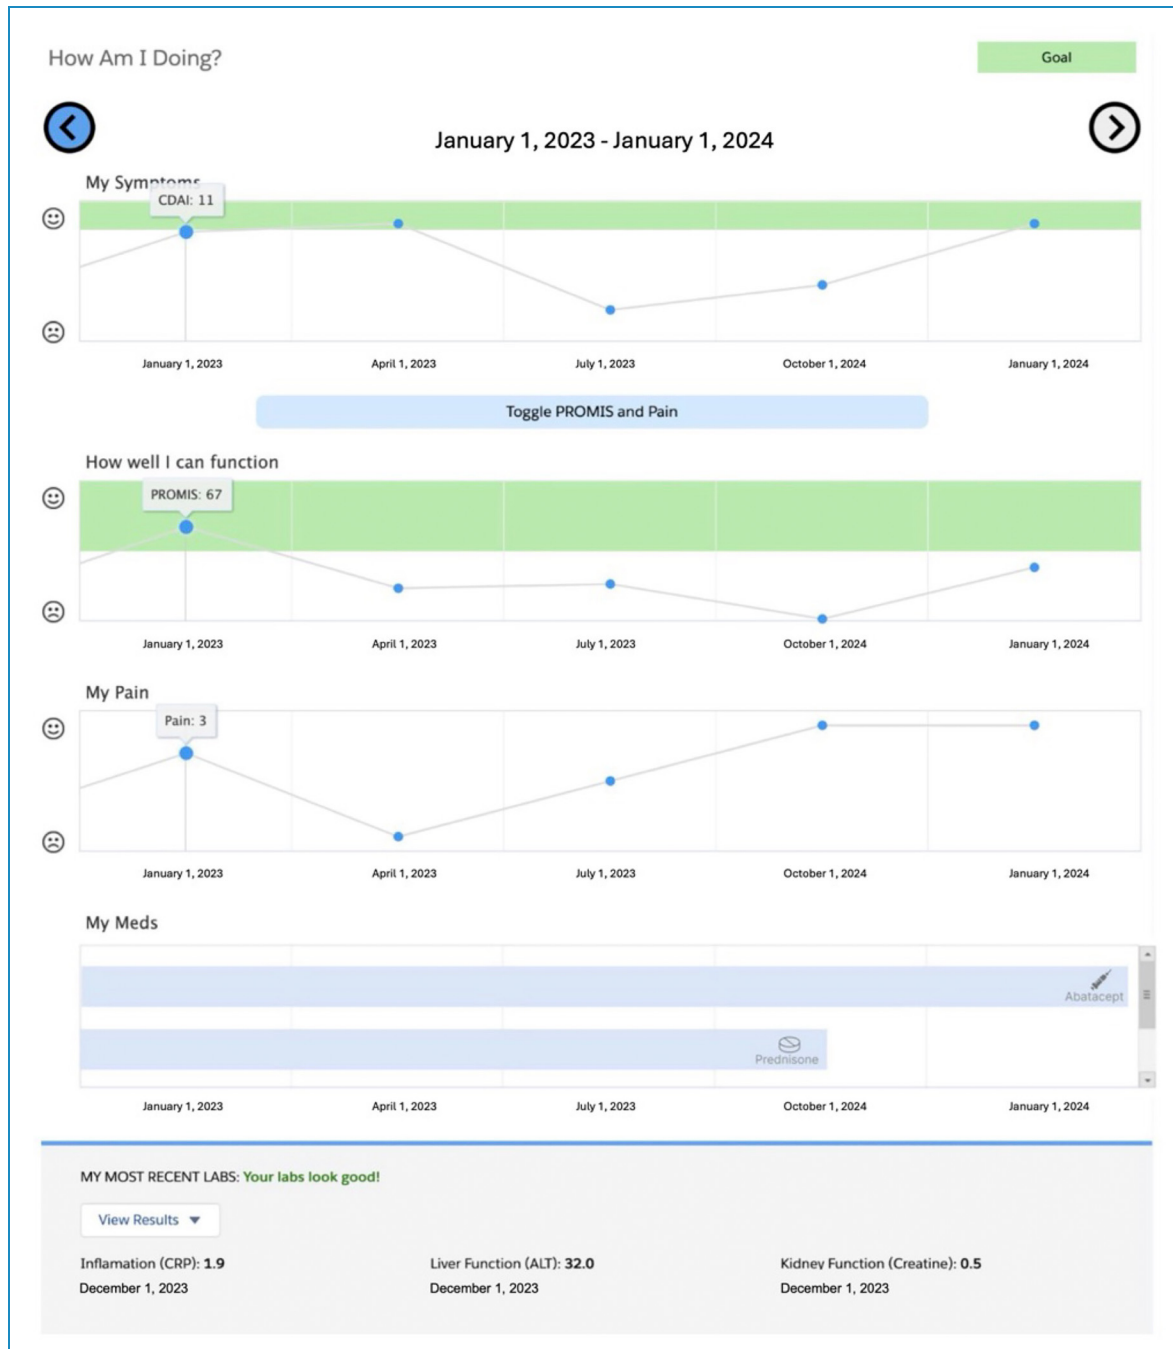 How Am I Doing?
Goal
January 1, 2023 - January 1, 2024
My Symptoms
CDAI: 11
January 1, 2023 April 1, 2023 July 1, 2023 October 1, 2024 January 1, 2024
Toggle PROMIS and Pain
How well I can function
PROMIS: 67
January 1, 2023 April 1, 2023 July 1, 2023 October 1, 2024 January 1, 2024
My Pain
Pain: 3
January 1, 2023 April 1, 2023 July 1, 2023 October 1, 2024 January 1, 2024
My Meds
Abatacept
Prednisone
January 1, 2023 April 1, 2023 July 1, 2023 October 1, 2024 January 1, 2024
MY MOST RECENT LABS: Your labs look good!
View Results
Inflamation (CRP): 1.9 Liver Function (ALT): 32.0 Kidney Function (Creatine): 0.5
December 1, 2023 December 1, 2023 December 1, 2023